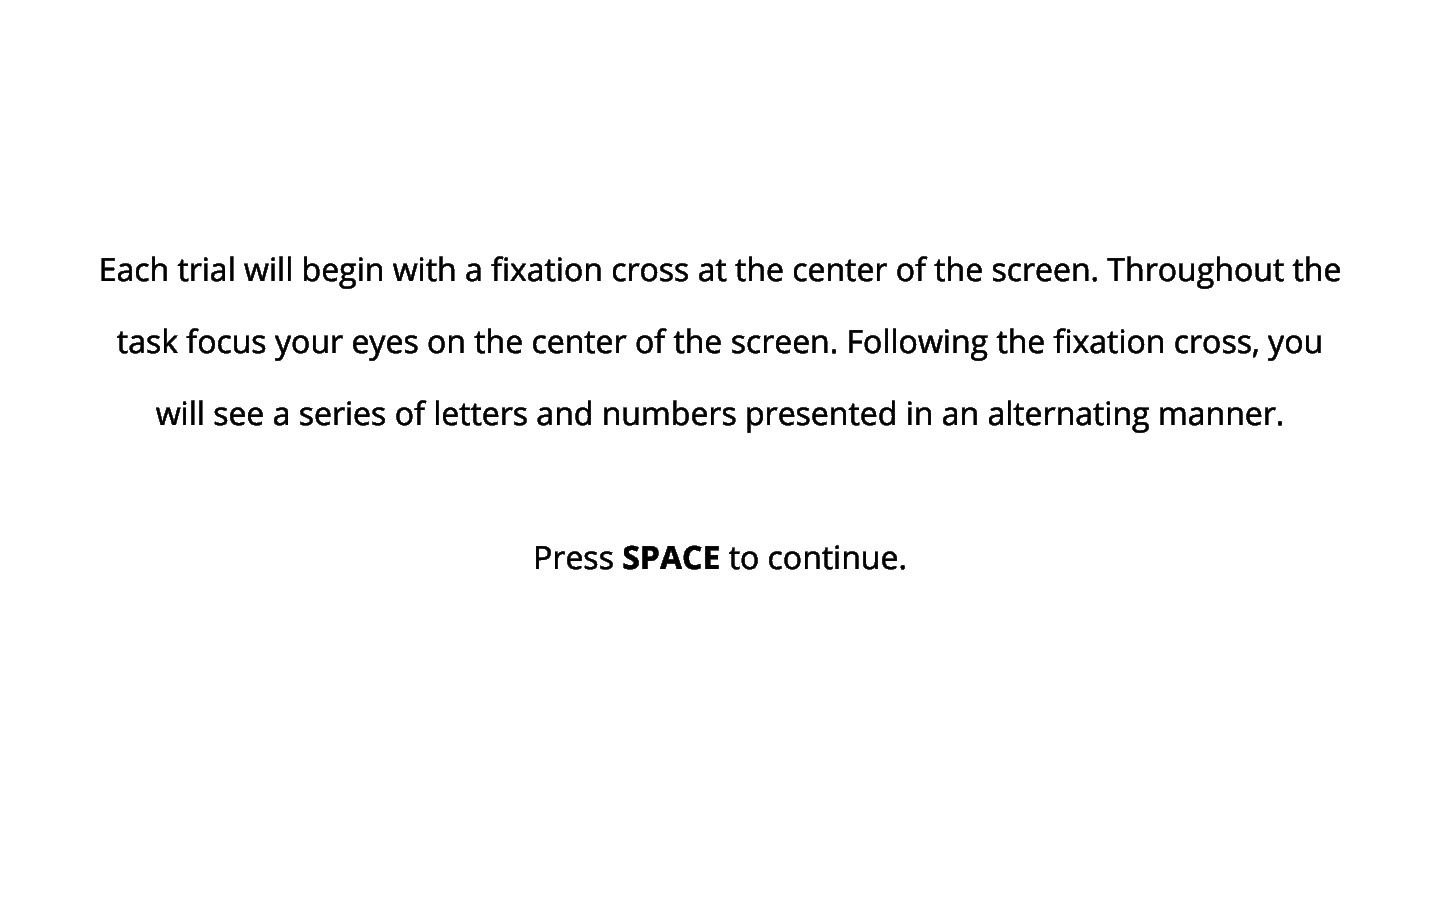 Each trial will begin with a fixation cross at the center of the screen. Throughout the
task focus your eyes on the center of the screen. Following the fixation cross, you
will see a series of letters and numbers presented in an alternating manner.
Press SPACE to continue.